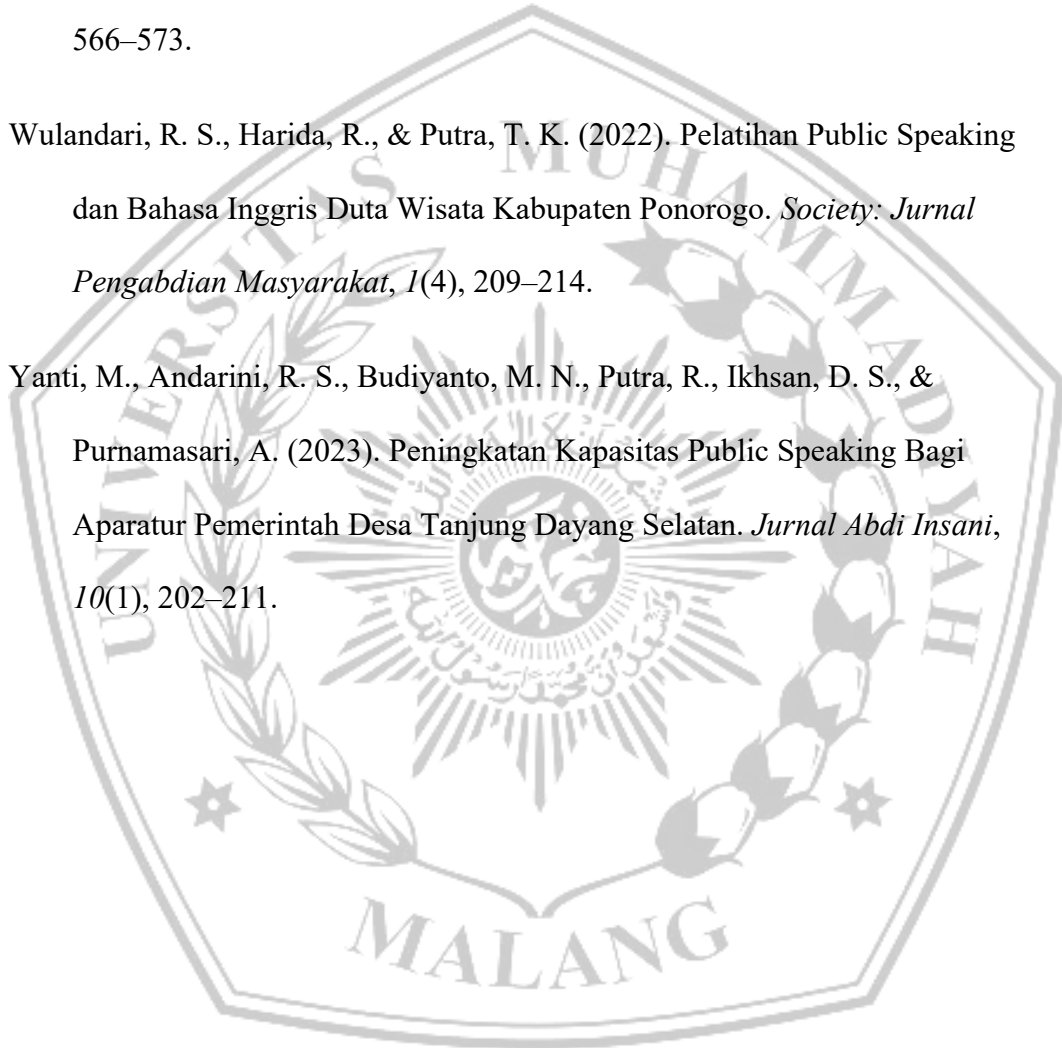 566–573.
Wulandari, R. S., Harida, R., & Putra, T. K. (2022). Pelatihan Public Speaking
dan Bahasa Inggris Duta Wisata Kabupaten Ponorogo. Society: Jurnal
Pengabdian Masyarakat, 1(4), 209–214.
Yanti, M., Andarini, R. S., Budiyanto, M. N., Putra, R., Ikhsan, D. S., &
Purnamasari, A. (2023). Peningkatan Kapasitas Public Speaking Bagi
Aparatur Pemerintah Desa Tanjung Dayang Selatan. Jurnal Abdi Insani,
10(1), 202–211.
UNIVERSITAS MUHAMMADIYAH
MALANG